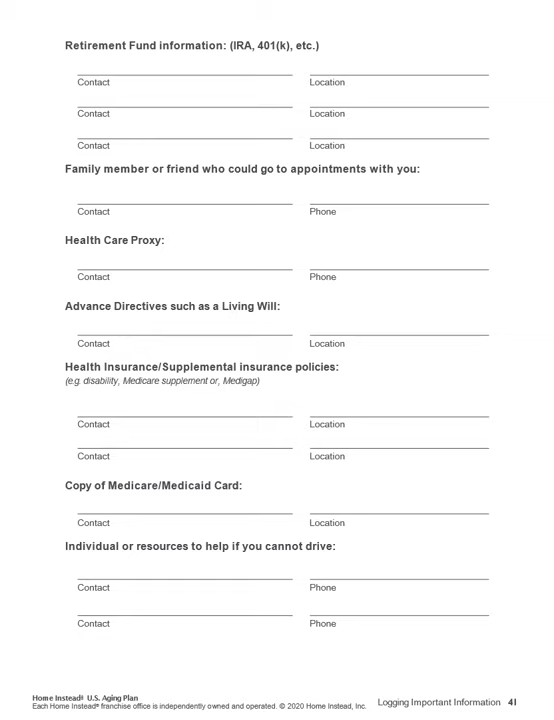 Retirement Fund information: (IRA, 401(k), etc.)
Contact Location
Contact Location
Contact Location
Family member or friend who could go to appointments with you:
Contact Phone
Health Care Proxy:
Contact Phone
Advance Directives such as a Living Will:
Contact Location
Health Insurance/Supplemental insurance policies:
(e.g. disability, Medicare supplement or, Medigap)
Contact Location
Contact Location
Copy of Medicare/Medicaid Card:
Contact Location
Individual or resources to help if you cannot drive:
Contact Phone
Contact Phone
Home Instead® U.S. Aging Plan
Each Home Instead® franchise office is independently owned and operated. © 2020 Home Instead, Inc.
Logging Important Information 41